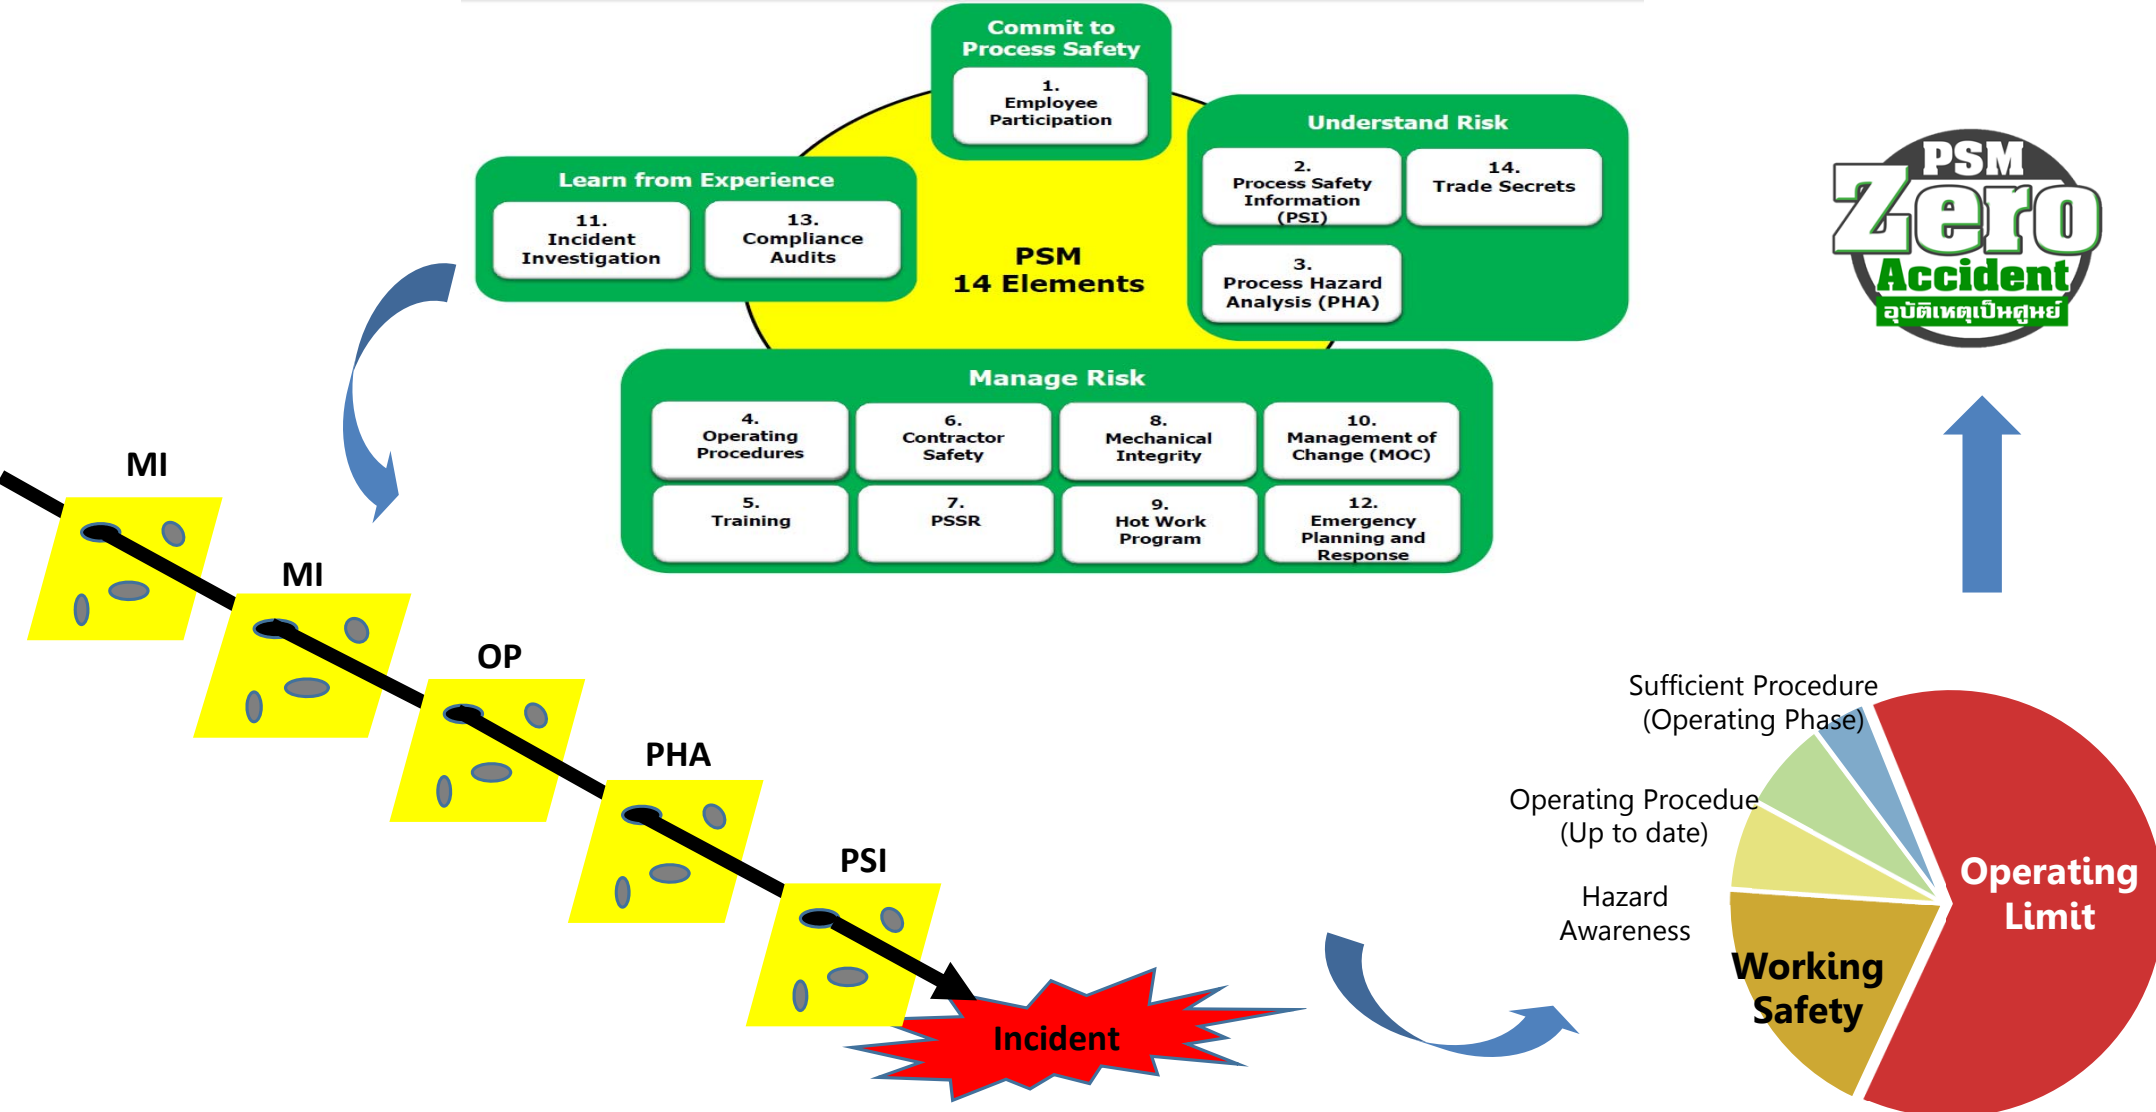 Commit to
Process Safety
1.
Employee
Participation
Understand Risk
2.
Process Safety
Information
(PSI)
14.
Trade Secrets
3.
Process Hazard
Analysis (PHA)
Learn from Experience
11.
Incident
Investigation
13.
Compliance
Audits
PSM
14 Elements
Manage Risk
4.
Operating
Procedures
6.
Contractor
Safety
8.
Mechanical
Integrity
10.
Management of
Change (MOC)
5.
Training
7.
PSSR
9.
Hot Work
Program
12.
Emergency
Planning and
Response
PSM
Zero
Accident
อุบัติเหตุเป็นศูนย์
MI
MI
OP
PHA
PSI
Incident
Sufficient Procedure
(Operating Phase)
Operating Procedue
(Up to date)
Hazard
Awareness
Working
Safety
Operating
Limit